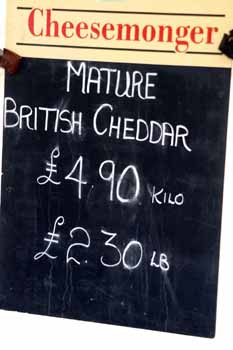 Cheesemonger
MATURE
BRITISH CHEDDAR
£4.90 KILO
£2.30 LB